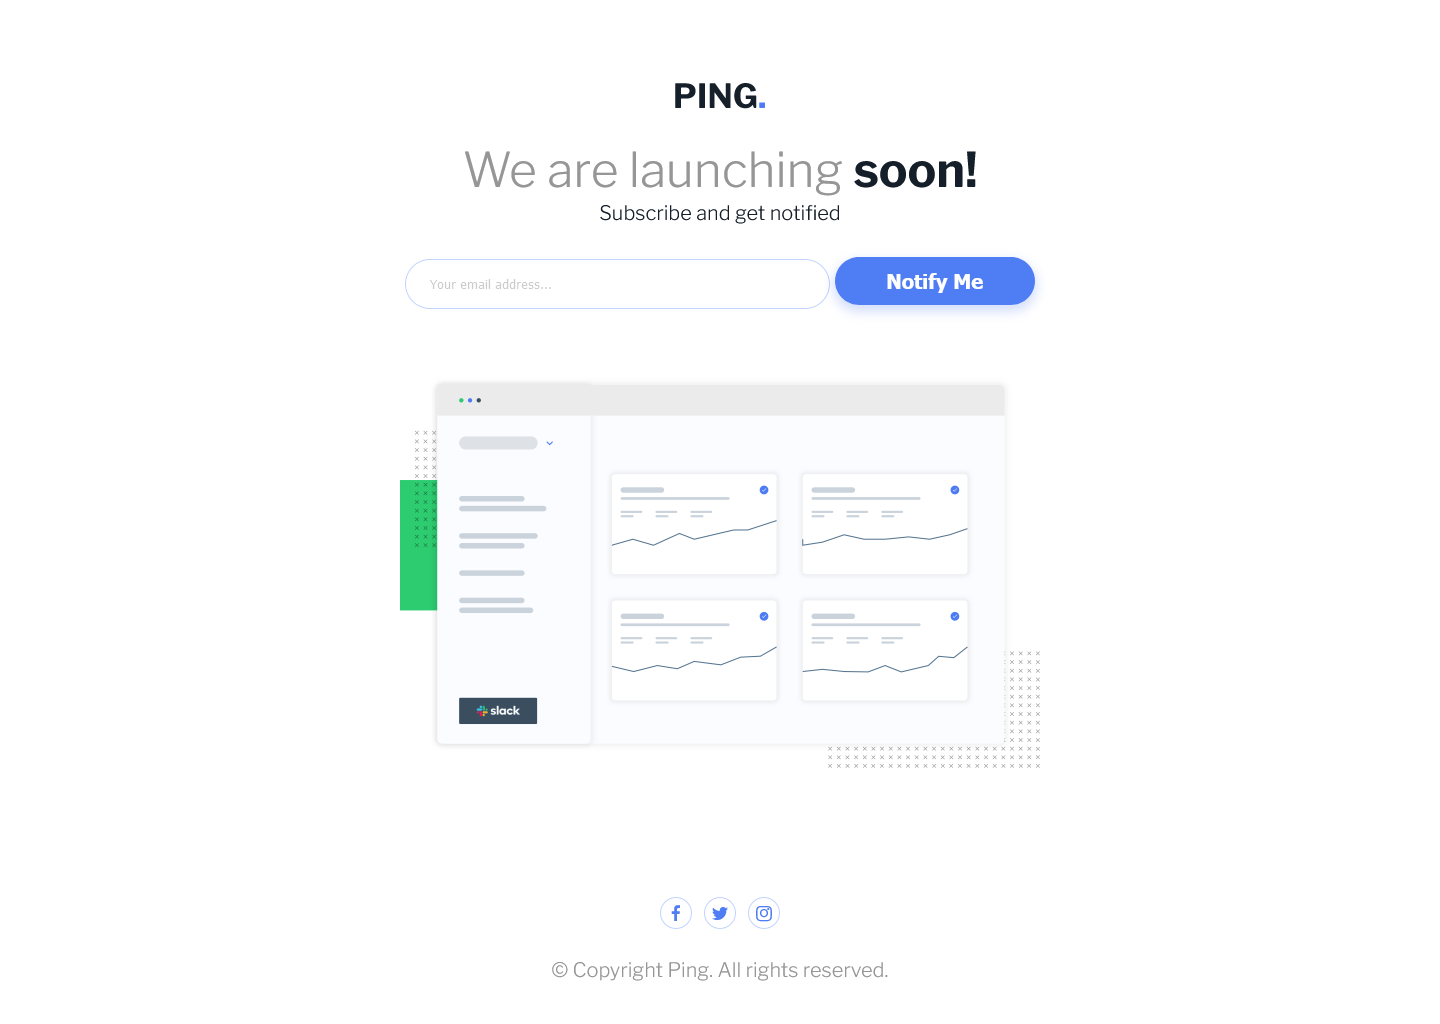 PING.
We are launching soon!
Subscribe and get notified
Your email address...
Notify Me
slack
© Copyright Ping. All rights reserved.